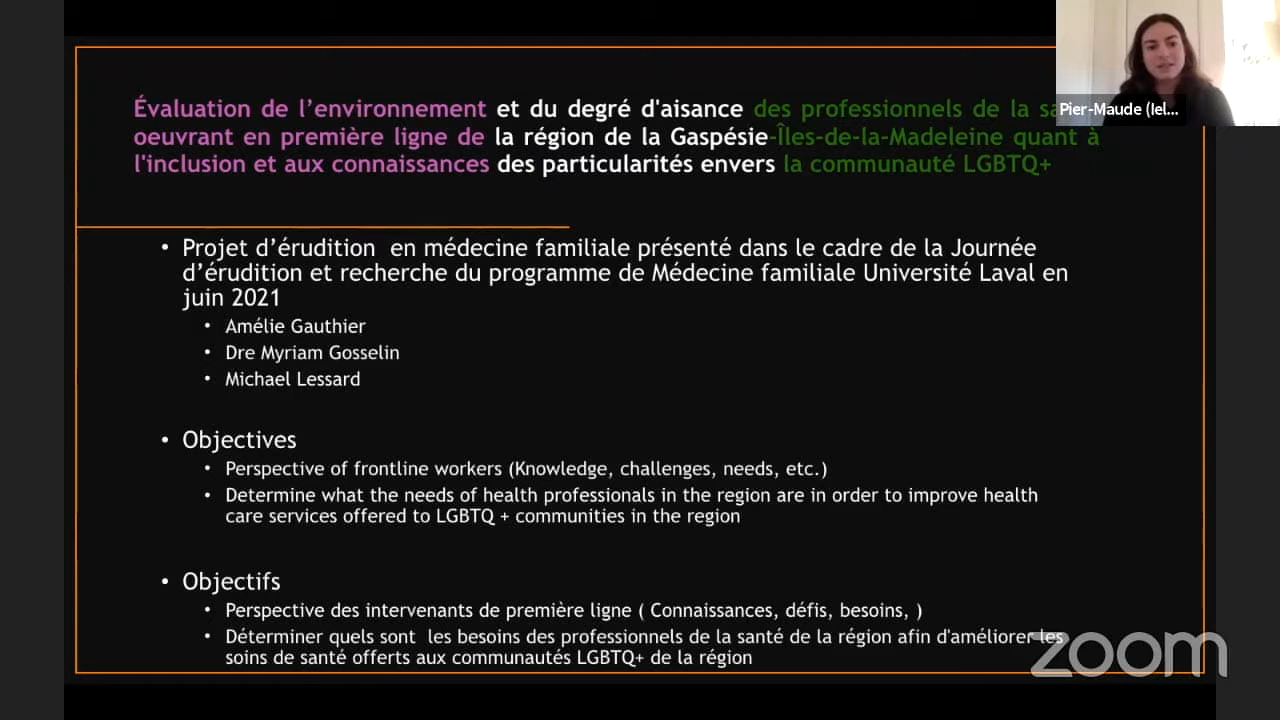 Évaluation de l’environnement et du degré d'aisance des professionnels de la
oeuvrant en première ligne de la région de la Gaspésie-Îles-de-la-Madeleine quant à
l'inclusion et aux connaissances des particularités envers la communauté LGBTQ+
Pier-Maude (Iel...
• Projet d’érudition en médecine familiale présenté dans le cadre de la Journée
d’érudition et recherche du programme de Médecine familiale Université Laval en
juin 2021
• Amélie Gauthier
• Dre Myriam Gosselin
• Michael Lessard
• Objectives
• Perspective of frontline workers (Knowledge, challenges, needs, etc.)
• Determine what the needs of health professionals in the region are in order to improve health
care services offered to LGBTQ + communities in the region
• Objectifs
• Perspective des intervenants de première ligne ( Connaissances, défis, besoins, )
• Déterminer quels sont les besoins des professionnels de la santé de la région afin d'améliorer les
soins de santé offerts aux communautés LGBTQ+ de la région
zoom